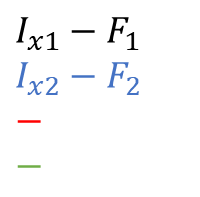 I_{x1} − F_1
I_{x2} − F_2
−
−